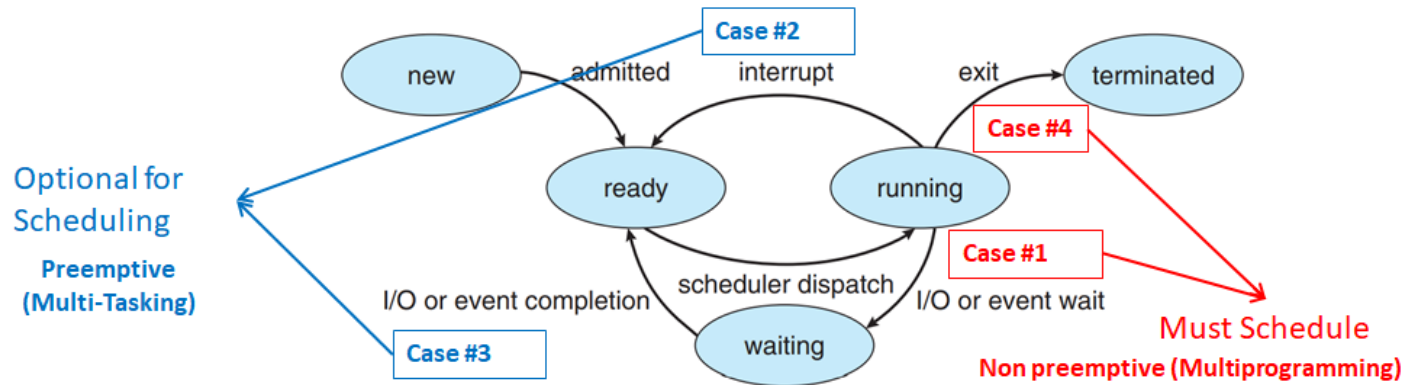 Case #2
new
admitted
interrupt
exit
terminated
Case #4
Optional for
Scheduling
ready
running
Preemptive
(Multi-Tasking)
Case #1
scheduler dispatch
I/O or event completion
I/O or event wait
Case #3
waiting
Must Schedule
Non preemptive (Multiprogramming)